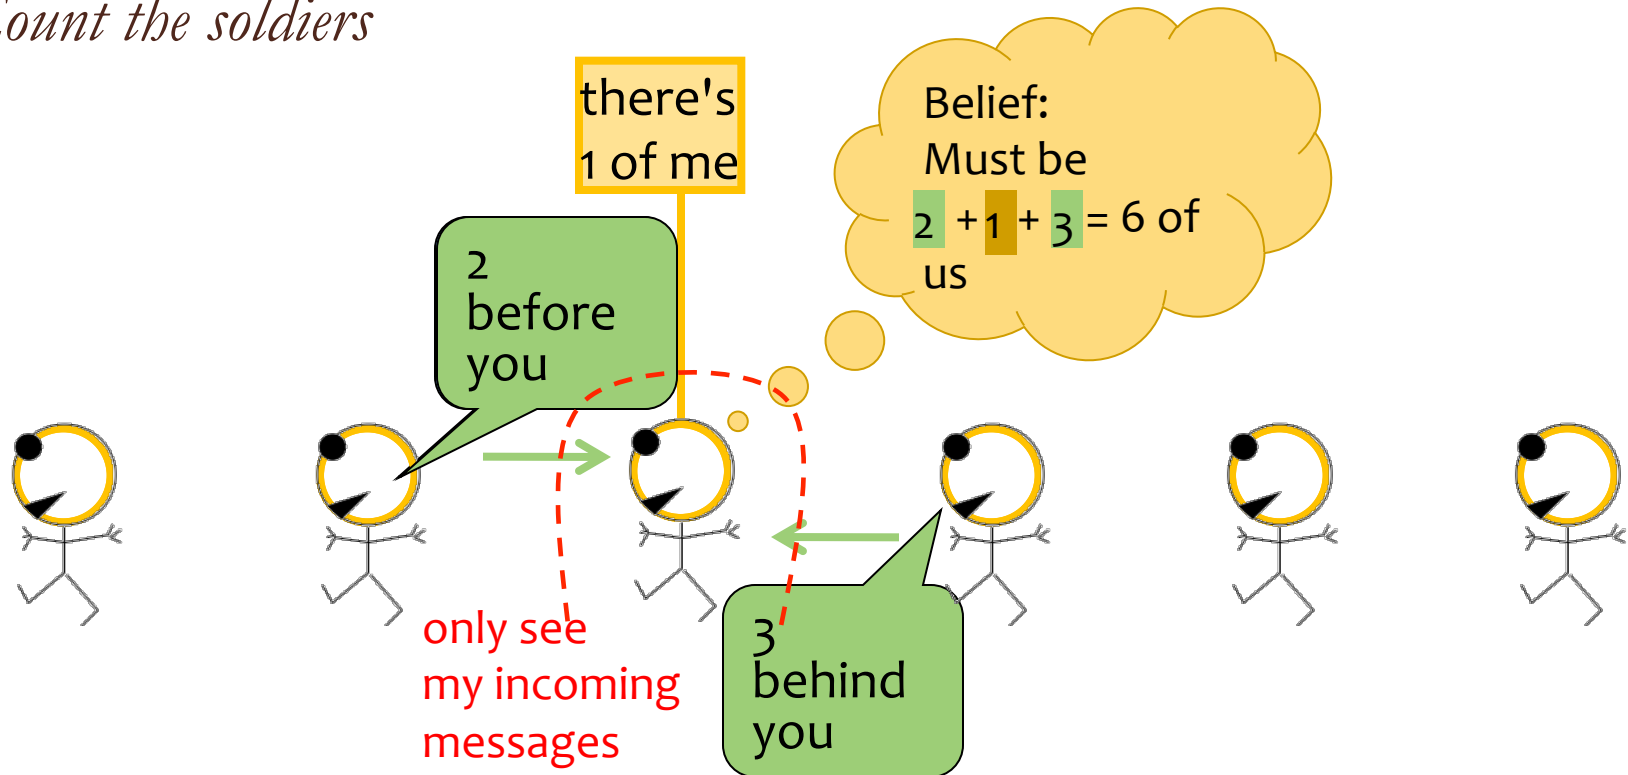 ount the soldiers
there's
1 of me
Belief:
Must be
2 + 1 + 3 = 6 of
us
2
before
you
only see
my incoming
messages
3
behind
you